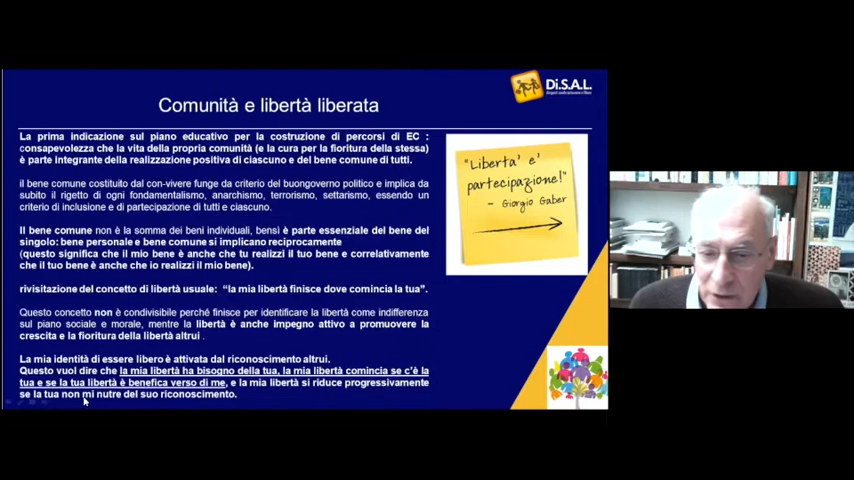 Comunità e libertà liberata
Di.S.A.L.
La prima indicazione sul piano educativo per la costruzione di percorsi di EC :
consapevolezza che la vita della propria comunità (e la cura per la fioritura della stessa)
è parte integrante della realizzazione positiva di ciascuno e del bene comune di tutti.
il bene comune costituito dal con-vivere funge da criterio del buongoverno politico e implica da
subito il rigetto di ogni fondamentalismo, anarchismo, terrorismo, settarismo, essendo un
criterio di inclusione e di partecipazione di tutti e ciascuno.
Il bene comune non è la somma dei beni individuali, bensì è parte essenziale del bene del
singolo: bene personale e bene comune si implicano reciprocamente
(questo significa che il mio bene è anche che tu realizzi il tuo bene e correlativamente
che il tuo bene è anche che io realizzi il mio bene).
rivisitazione del concetto di libertà usuale: “la mia libertà finisce dove comincia la tua”.
Questo concetto non è condivisibile perché finisce per identificare la libertà come indifferenza
sul piano sociale e morale, mentre la libertà è anche impegno attivo a promuovere la
crescita e la fioritura della libertà altrui .
La mia identità di essere libero è attivata dal riconoscimento altrui.
Questo vuol dire che la mia libertà ha bisogno della tua, la mia libertà comincia se c’è la
tua e se la tua libertà è benefica verso di me, e la mia libertà si riduce progressivamente
se la tua non mi nutre del suo riconoscimento.
"Liberta' e'
partecipazione!"
- Giorgio Gaber